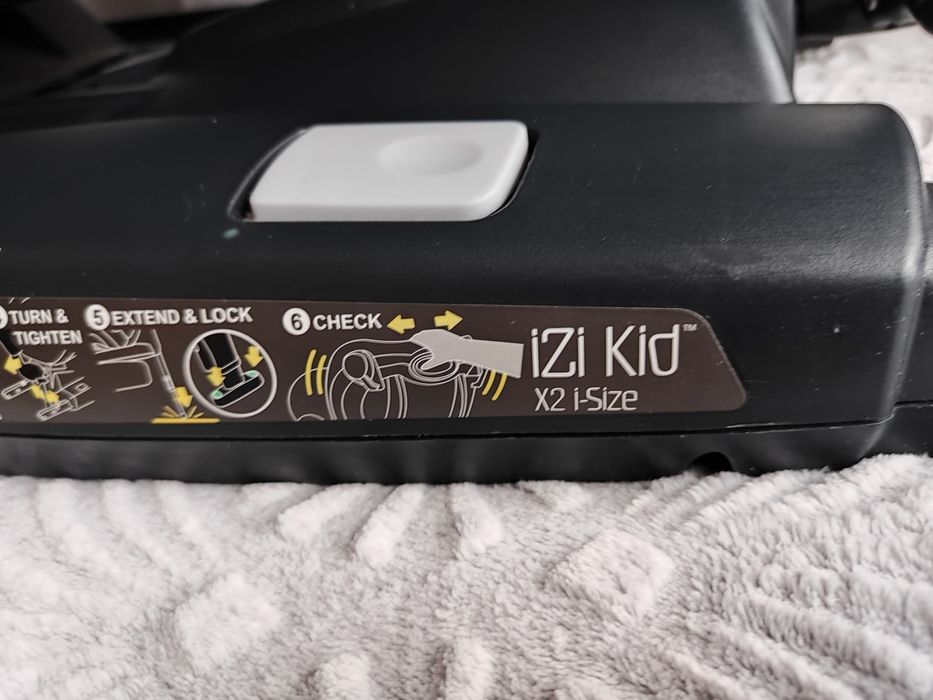 TURN &
TIGHTEN
5 EXTEND & LOCK
6 CHECK
iZi Kid™
X2 i-Size